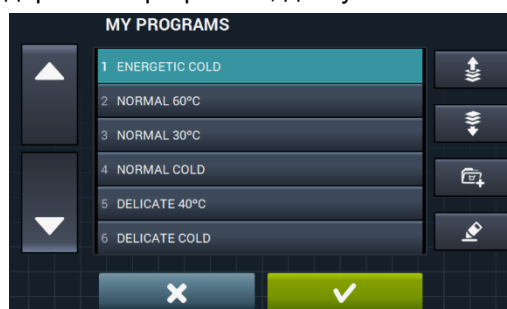 MY PROGRAMS
1 ENERGETIC COLD
2 NORMAL 60ºC
3 NORMAL 30ºC
4 NORMAL COLD
5 DELICATE 40ºC
6 DELICATE COLD